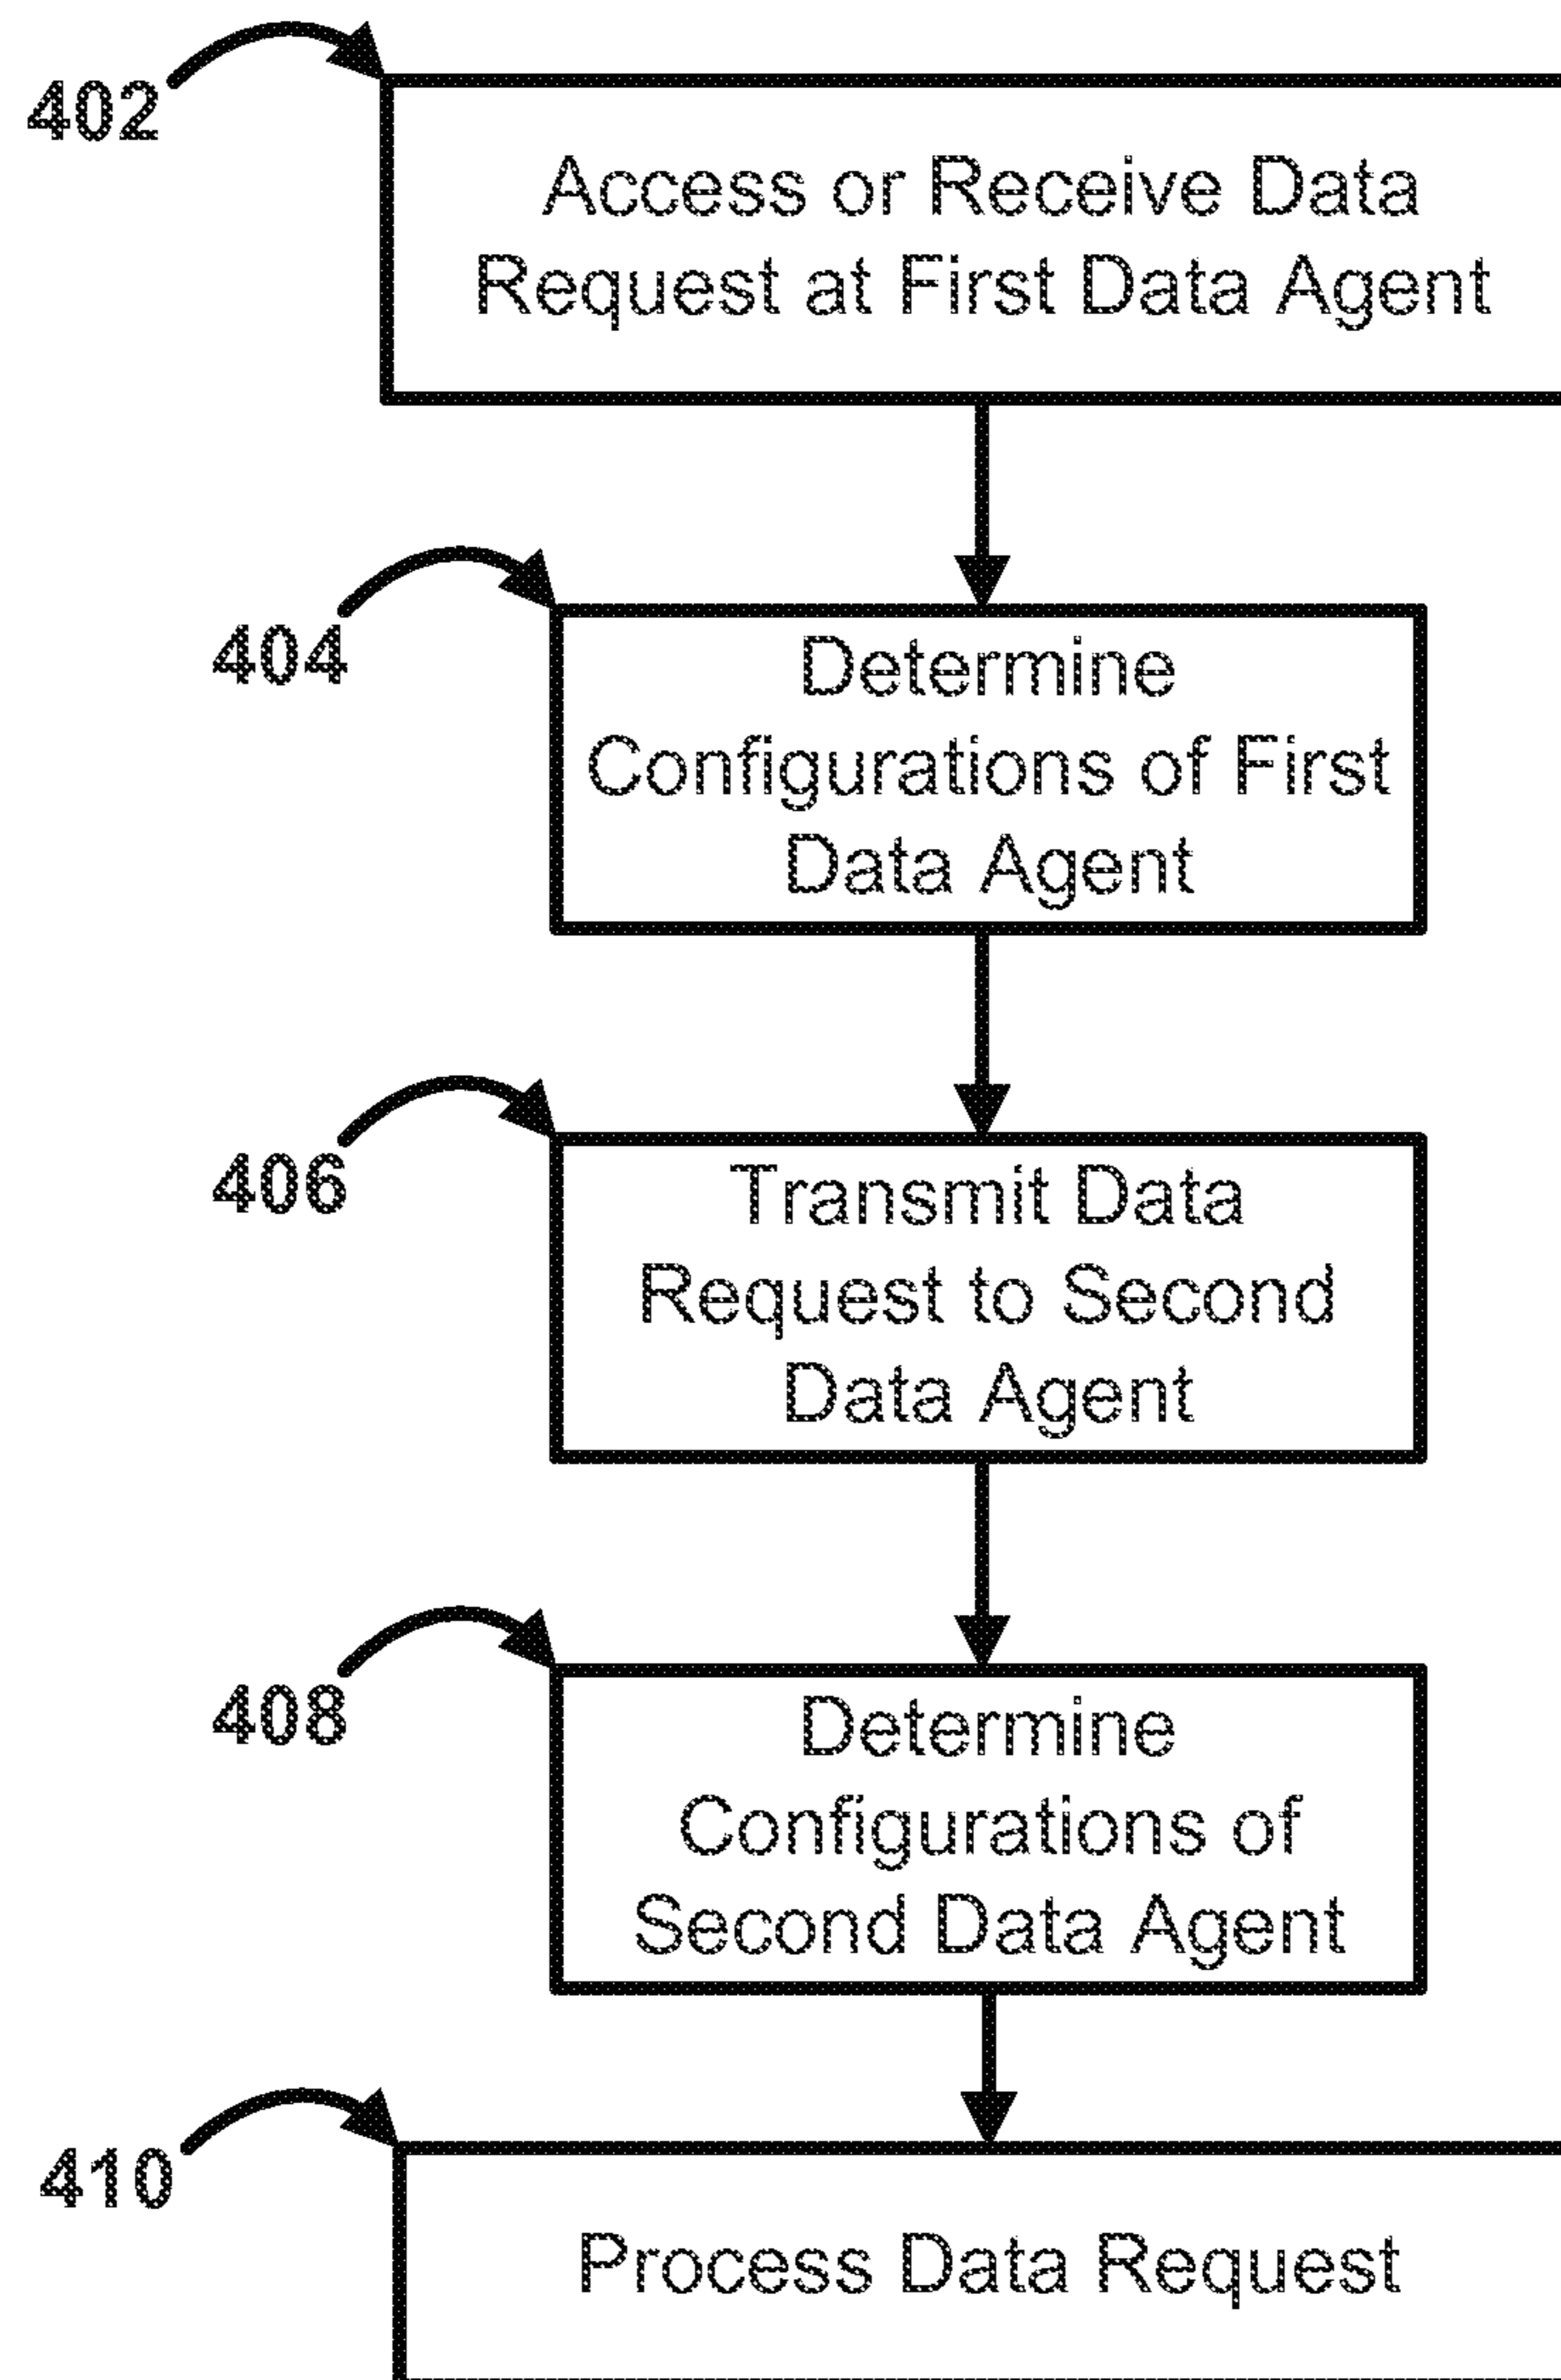 402
Access or Receive Data
Request at First Data Agent
404
Determine
Configurations of First
Data Agent
406
Transmit Data
Request to Second
Data Agent
408
Determine
Configurations of
Second Data Agent
410
Process Data Request